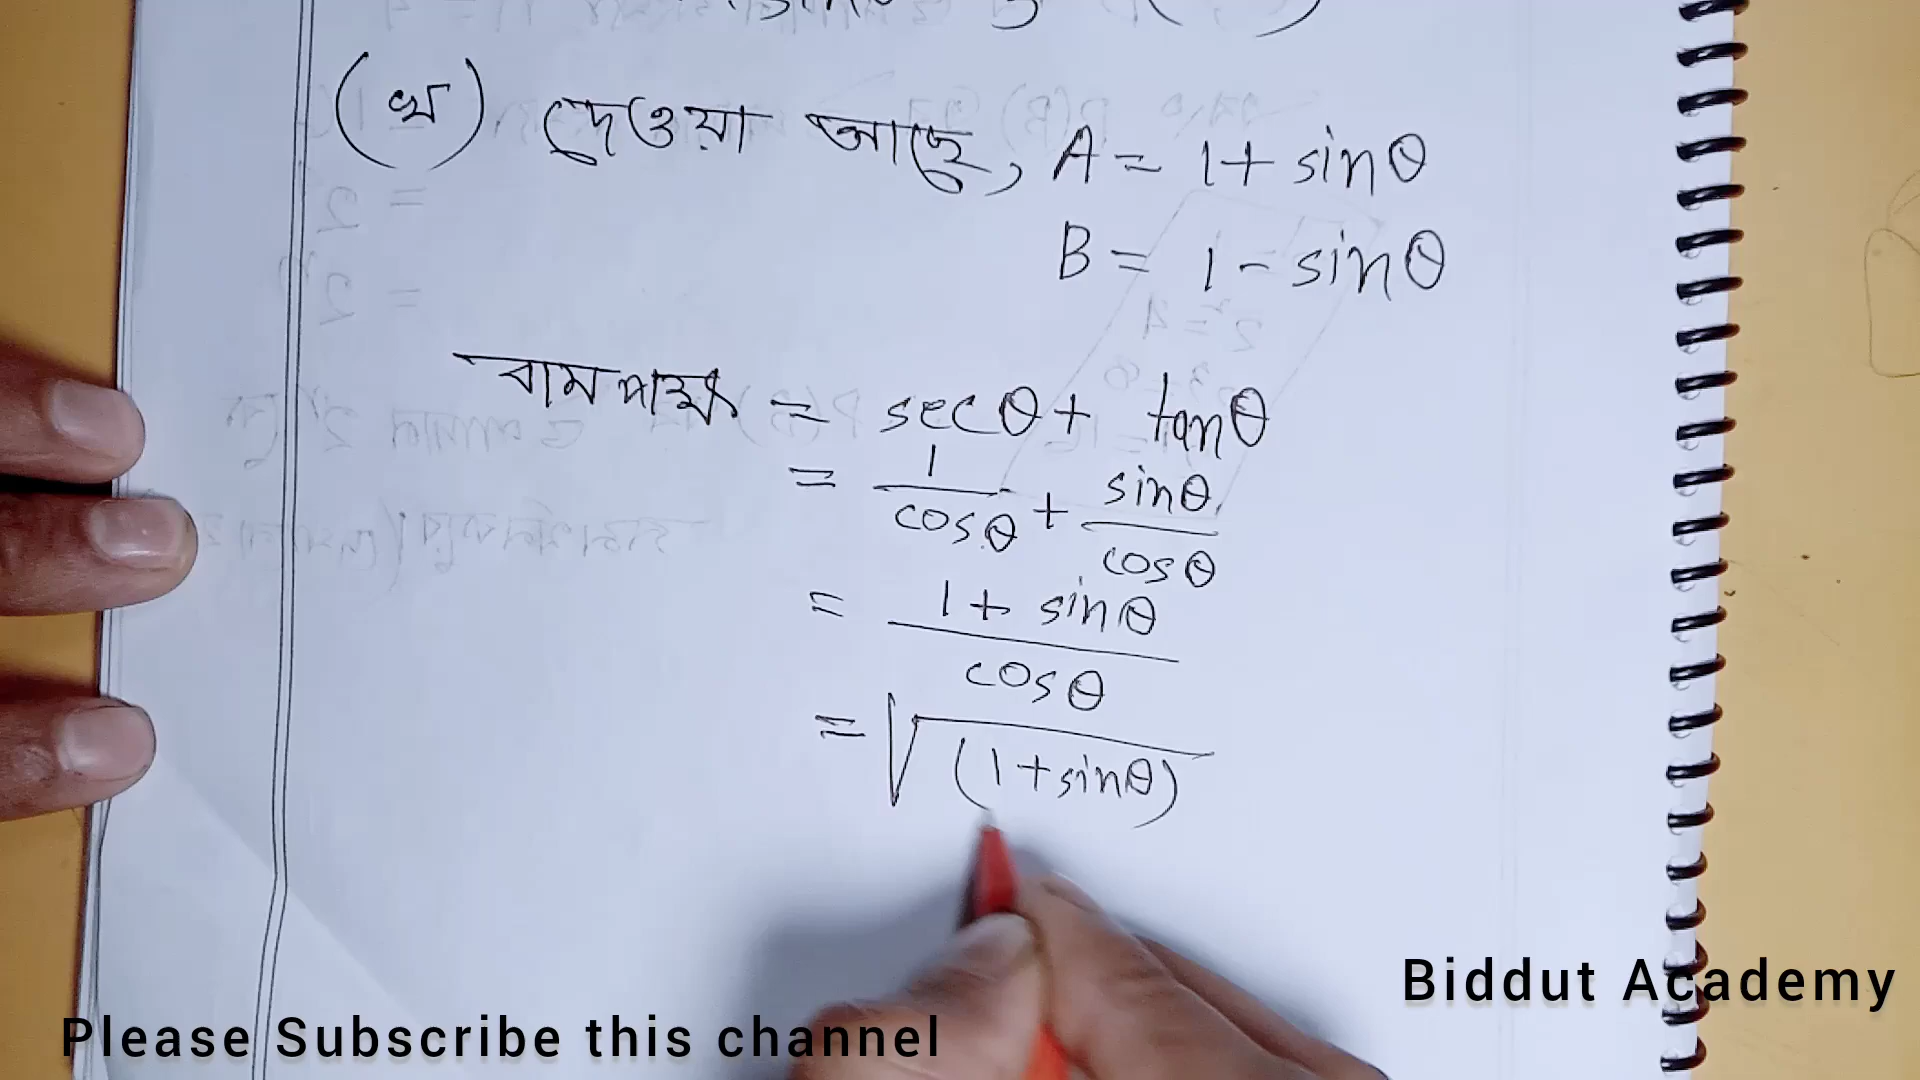 (খ) দেওয়া আছে, A = 1 + sinθ
B = 1 - sinθ
বামপক্ষ = secθ + tanθ
= 1/cosθ + sinθ/cosθ
= 1 + sinθ / cosθ
= √(1 + sinθ)
Biddut Academy
Please Subscribe this channel